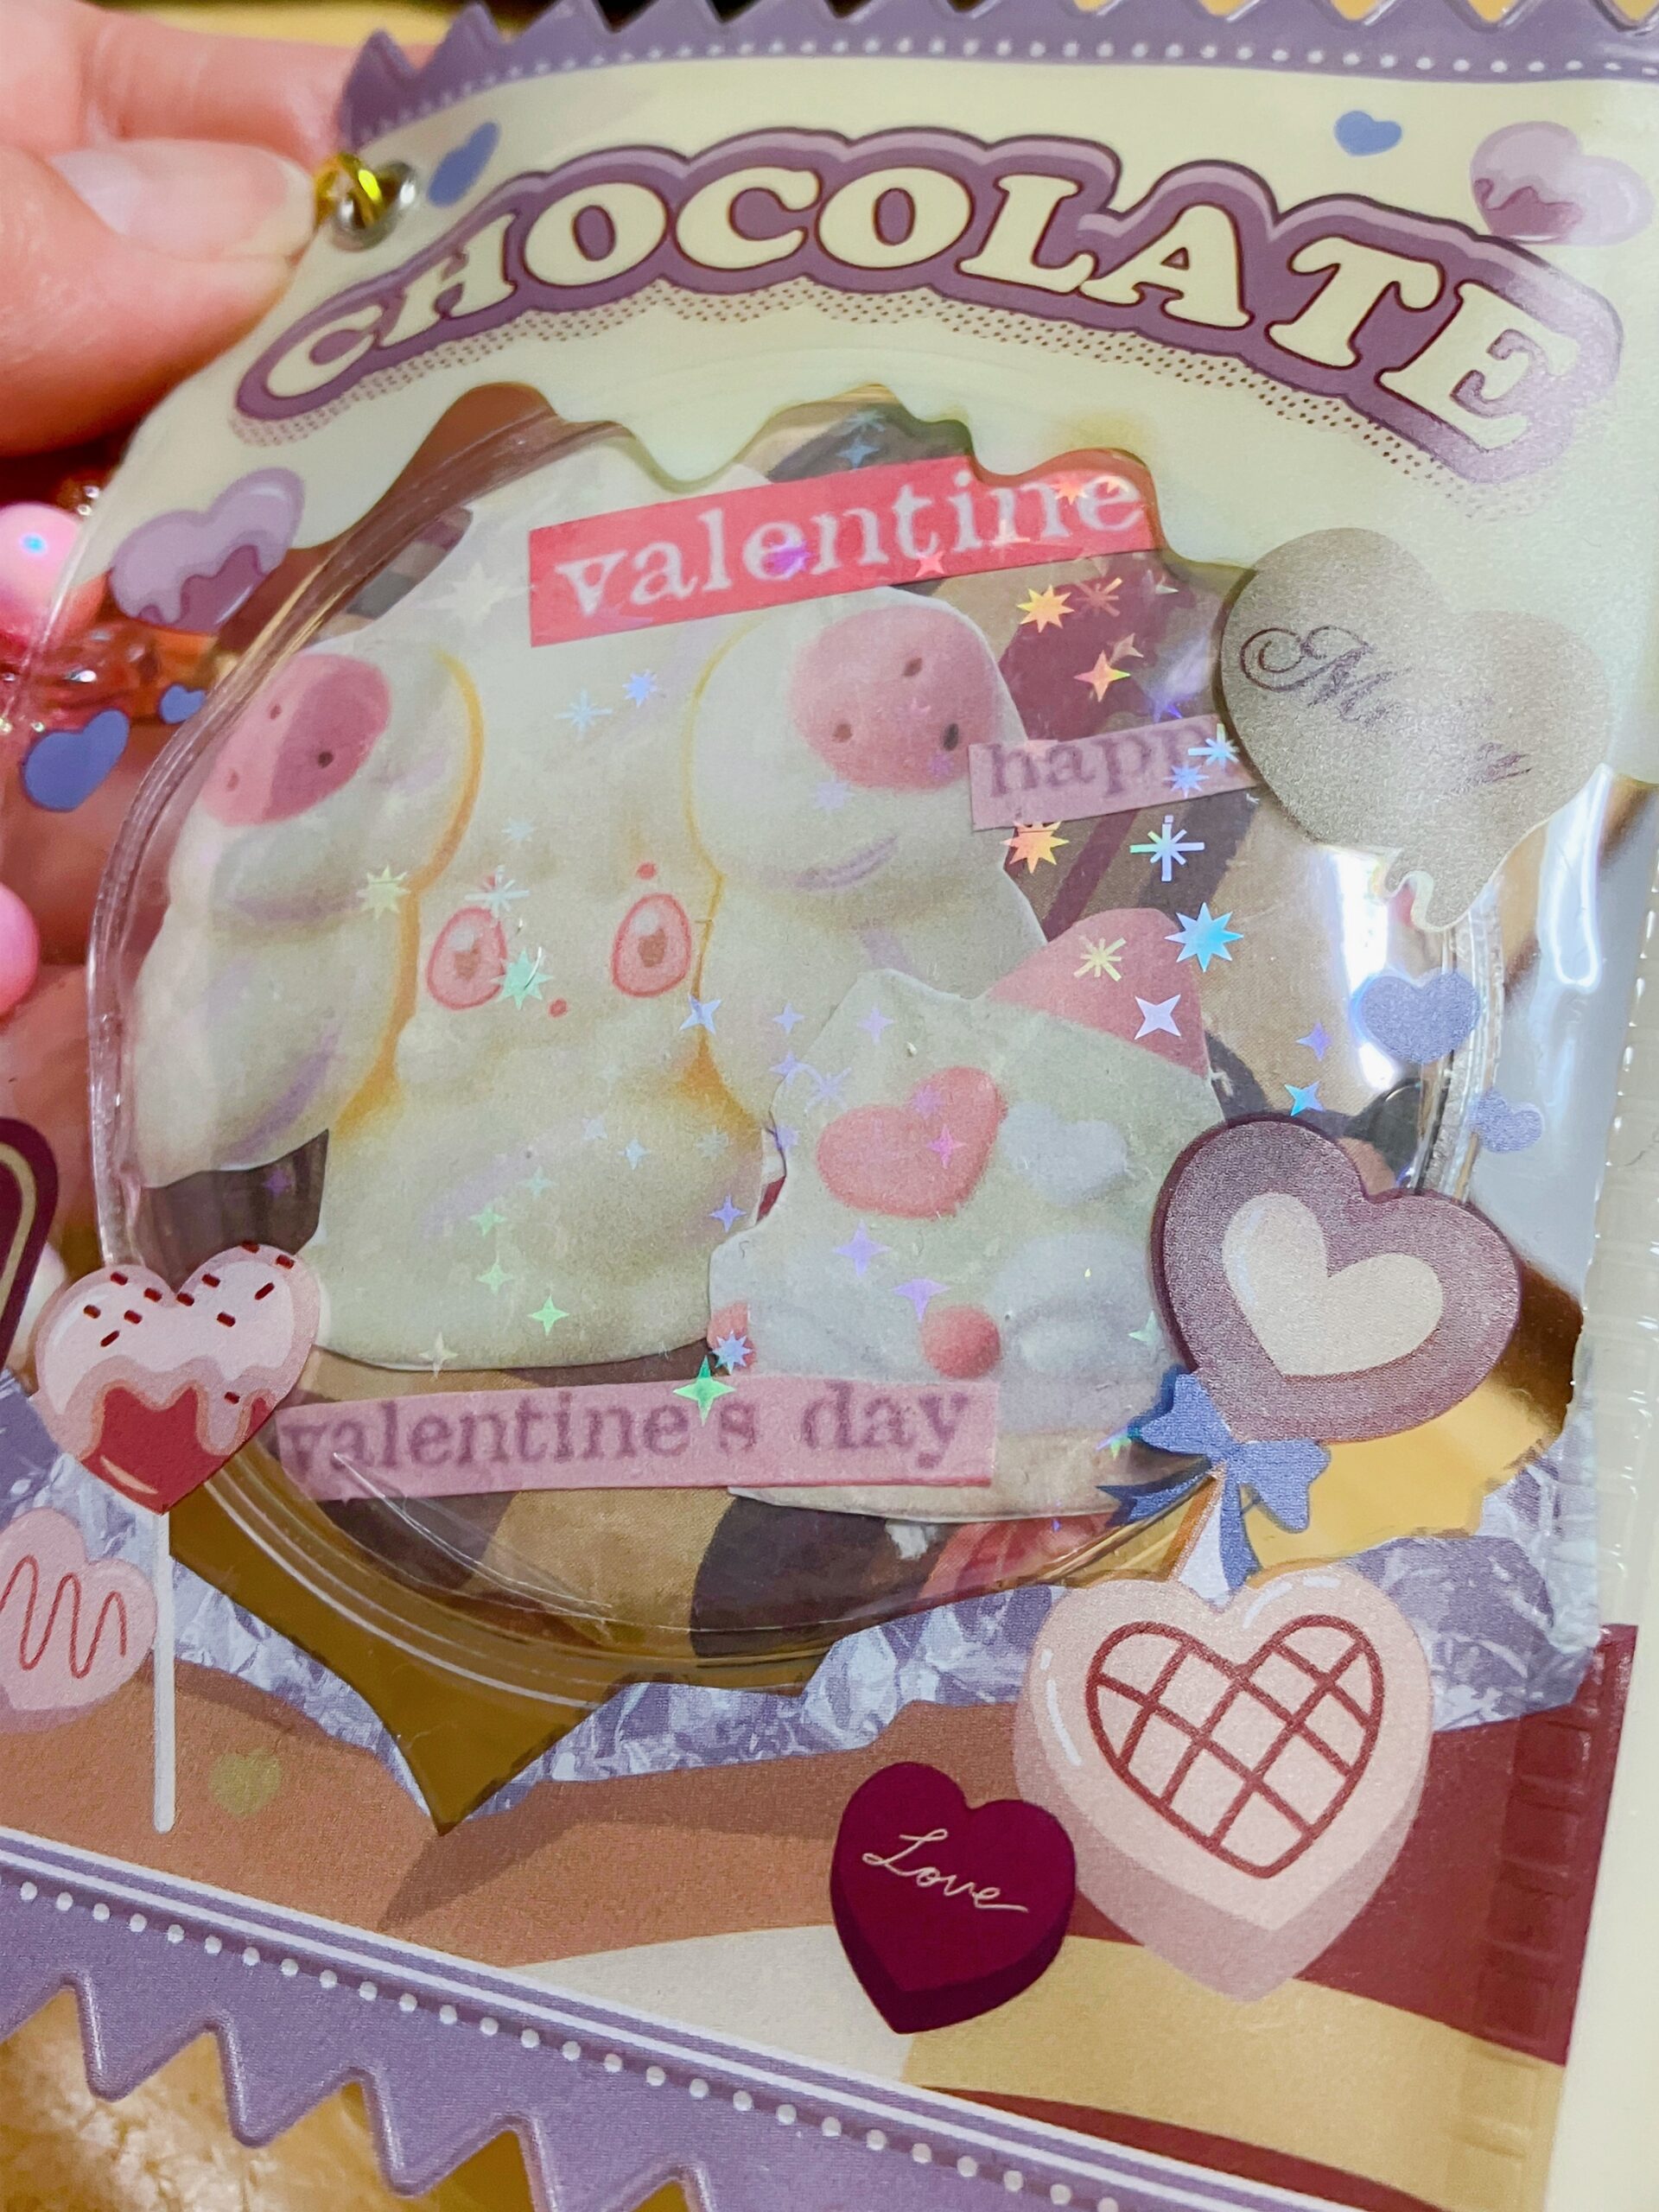 CHOCOLATE
valentine
happ
valentine's day
Love